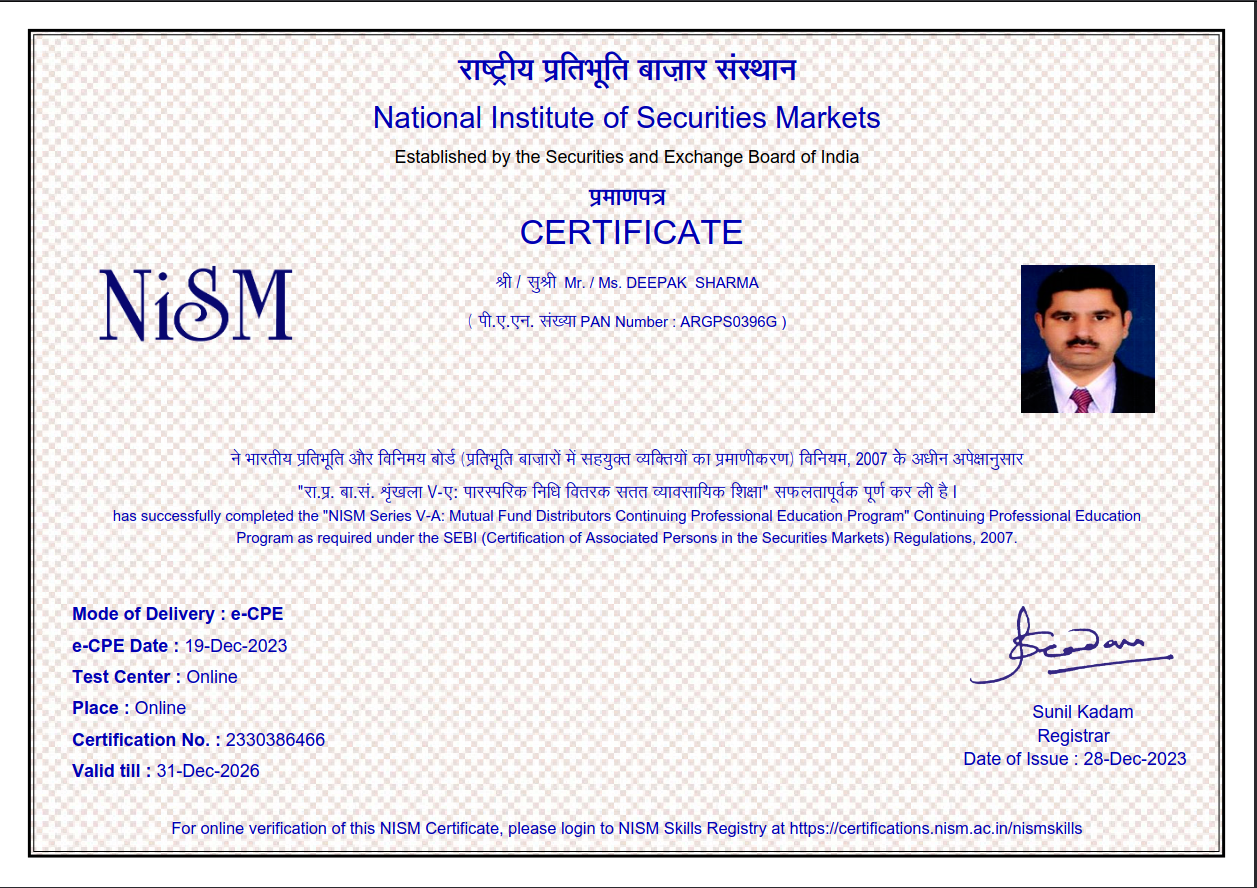 राष्ट्रीय प्रतिभूति बाज़ार संस्थान
National Institute of Securities Markets
Established by the Securities and Exchange Board of India
प्रमाणपत्र
CERTIFICATE
NiSM
श्री / सुश्री Mr. / Ms. DEEPAK SHARMA
( पी.ए.एन. संख्या PAN Number : ARGPS0396G )
ने भारतीय प्रतिभूति और विनिमय बोर्ड (प्रतिभूति बाजारों में सहयुक्त व्यक्तियों का प्रमाणीकरण) विनियम, 2007 के अधीन अपेक्षानुसार
"रा.प्र. बा.सं. शृंखला V-ए: पारस्परिक निधि वितरक सतत व्यावसायिक शिक्षा" सफलतापूर्वक पूर्ण कर ली है ।
has successfully completed the "NISM Series V-A: Mutual Fund Distributors Continuing Professional Education Program" Continuing Professional Education
Program as required under the SEBI (Certification of Associated Persons in the Securities Markets) Regulations, 2007.
Mode of Delivery : e-CPE
e-CPE Date : 19-Dec-2023
Test Center : Online
Place : Online
Certification No. : 2330386466
Valid till : 31-Dec-2026
Skadam
Sunil Kadam
Registrar
Date of Issue : 28-Dec-2023
For online verification of this NISM Certificate, please login to NISM Skills Registry at https://certifications.nism.ac.in/nismskills